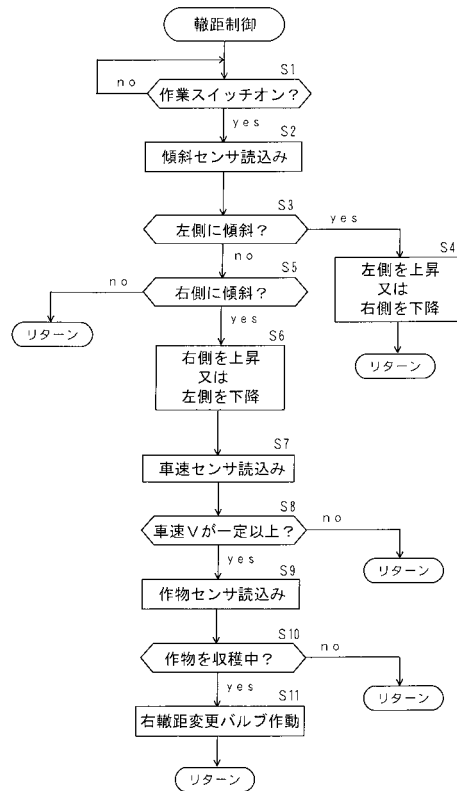 轍距制御
S1
no
作業スイッチオン?
yes
S2
傾斜センサ読込み
S3
左側に傾斜?
yes
no
S4
左側を上昇
又は
右側を下降
リターン
S5
no
右側に傾斜?
リターン
yes
S6
右側を上昇
又は
左側を下降
S7
車速センサ読込み
S8
車速Vが一定以上?
no
yes
リターン
S9
作物センサ読込み
S10
作物を収穫中?
no
yes
リターン
S11
右轍距変更バルブ作動
リターン